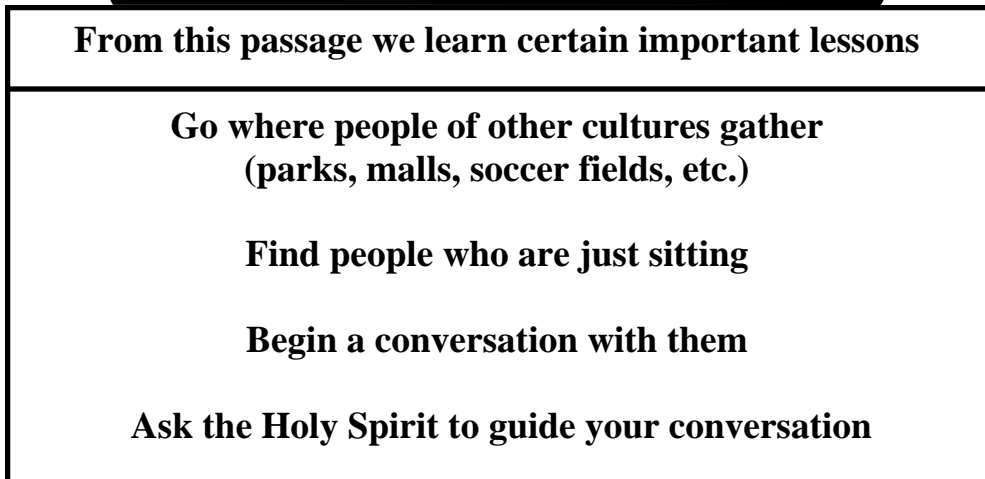 From this passage we learn certain important lessons
Go where people of other cultures gather
(parks, malls, soccer fields, etc.)
Find people who are just sitting
Begin a conversation with them
Ask the Holy Spirit to guide your conversation